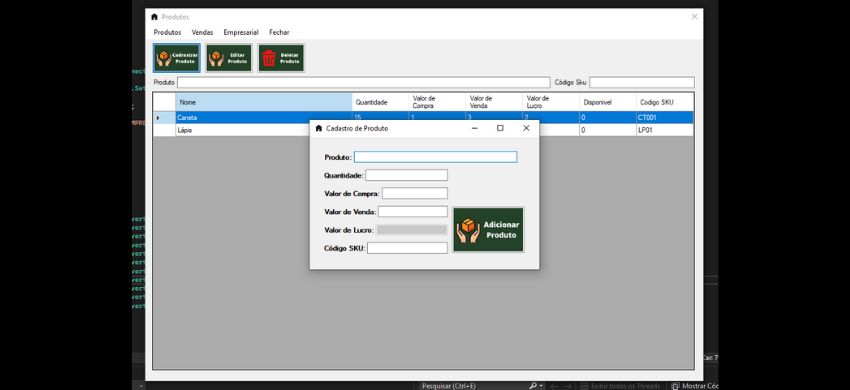 Produtos
Produtos Vendas Empresarial Fechar
Cadrastrar Produto
Editar Produto
Deletar Produto
Produto
Código Sku
Nome Quantidade Valor de Compra Valor de Venda Valor de Lucro Disponivel Codigo SKU
Caneta 15 1 3 2 0 CT001
Lápis 0 LP01
Cadastro de Produto
Produto:
Quantidade:
Valor de Compra:
Valor de Venda:
Valor de Lucro:
Código SKU:
Adicionar Produto
Pesquisar (Ctrl+E)
Exibir todos os Threads
Mostrar Cód